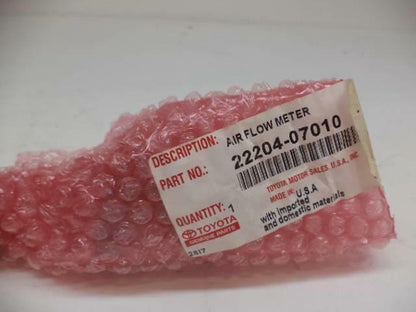 DESCRIPTION: AIR FLOW METER
PART NO.: 22204-07010
TOYOTA MOTOR SALES, U.S.A., INC.
MADE IN: U.S.A
QUANTITY: 1
with imported
and domestic materials
TOYOTA
GENUINE PARTS
2817